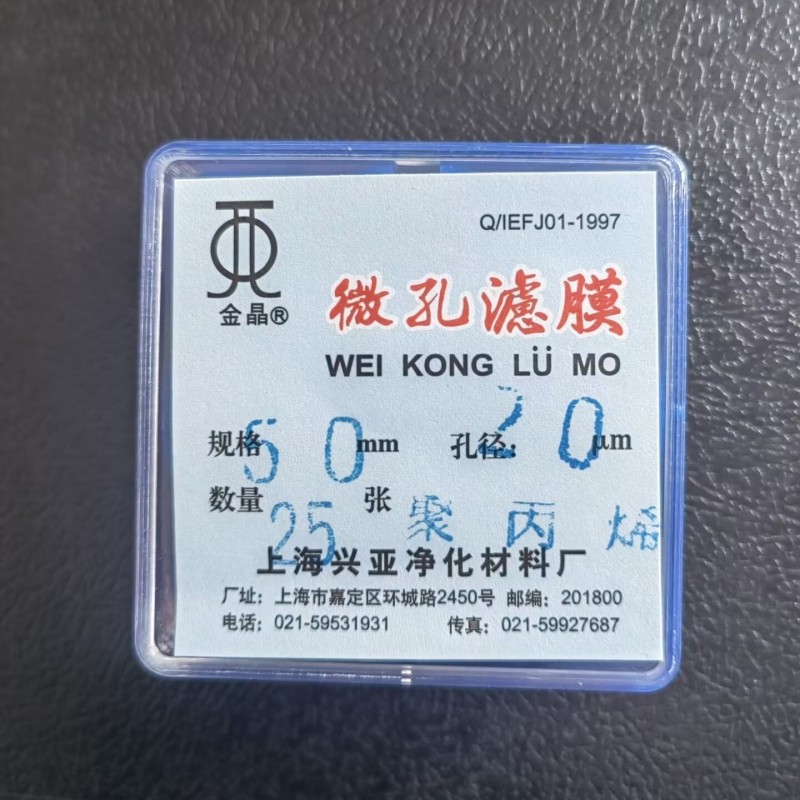 Q/IEFJ01-1997
金晶®
微孔滤膜
WEI KONG LÜ MO
规格 50 mm 孔径: 20 μm
数量 25 张 聚丙烯
上海兴亚净化材料厂
厂址: 上海市嘉定区环城路2450号 邮编: 201800
电话: 021-59531931 传真: 021-59927687